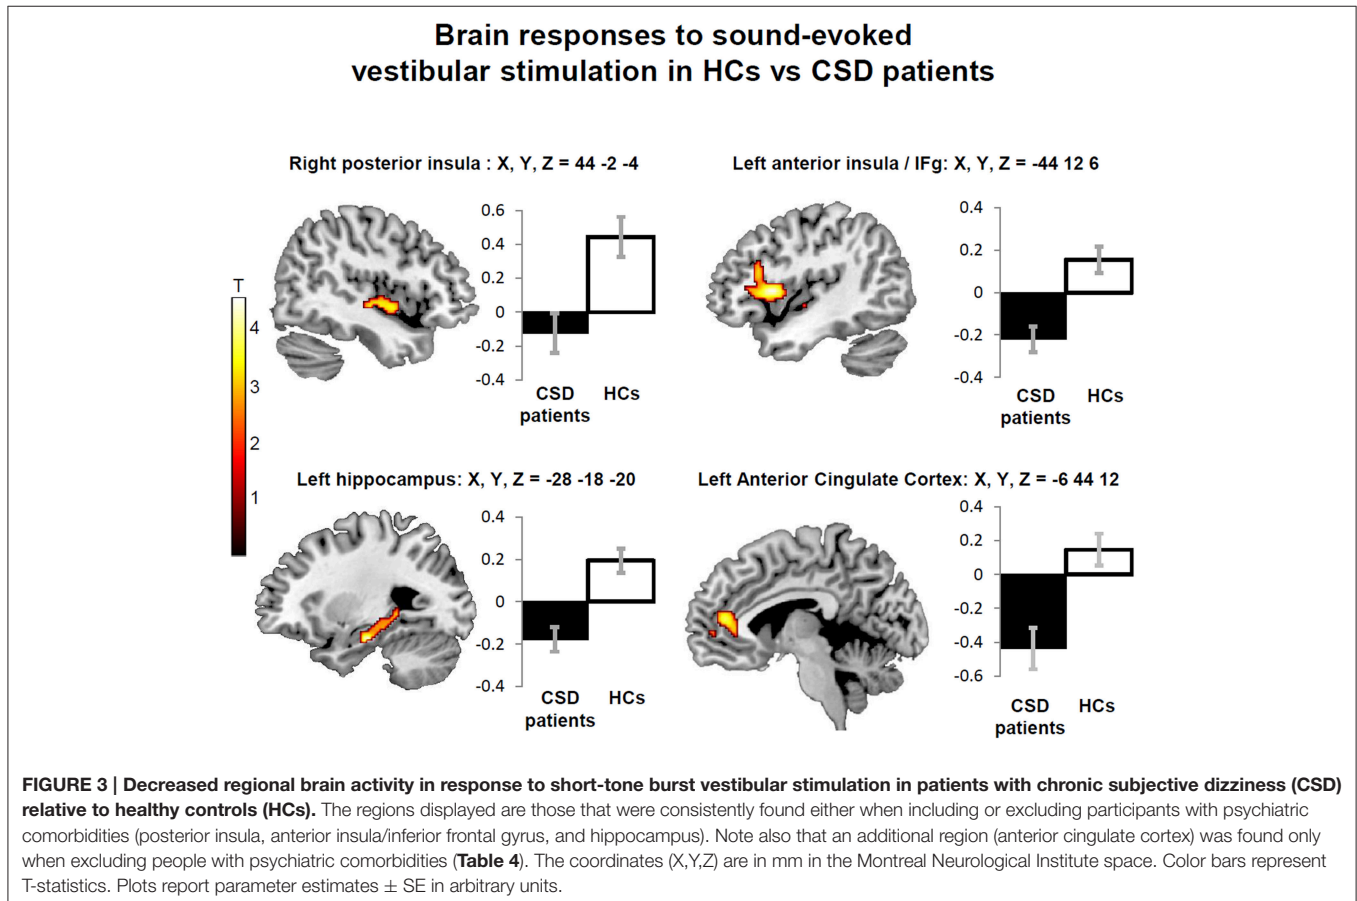 Brain responses to sound-evoked
vestibular stimulation in HCs vs CSD patients
Right posterior insula : X, Y, Z = 44 -2 -4
0.6
0.4
0.2
0
-0.2
-0.4
CSD
patients
HCs
Left anterior insula / IFg: X, Y, Z = -44 12 6
0.4
0.2
0
-0.2
-0.4
CSD
patients
HCs
T
4
3
2
1
Left hippocampus: X, Y, Z = -28 -18 -20
0.4
0.2
0
-0.2
-0.4
CSD
patients
HCs
Left Anterior Cingulate Cortex: X, Y, Z = -6 44 12
0.4
0.2
0
-0.2
-0.4
-0.6
CSD
patients
HCs
FIGURE 3 | Decreased regional brain activity in response to short-tone burst vestibular stimulation in patients with chronic subjective dizziness (CSD)
relative to healthy controls (HCs). The regions displayed are those that were consistently found either when including or excluding participants with psychiatric
comorbidities (posterior insula, anterior insula/inferior frontal gyrus, and hippocampus). Note also that an additional region (anterior cingulate cortex) was found only
when excluding people with psychiatric comorbidities (Table 4). The coordinates (X,Y,Z) are in mm in the Montreal Neurological Institute space. Color bars represent
T-statistics. Plots report parameter estimates ± SE in arbitrary units.